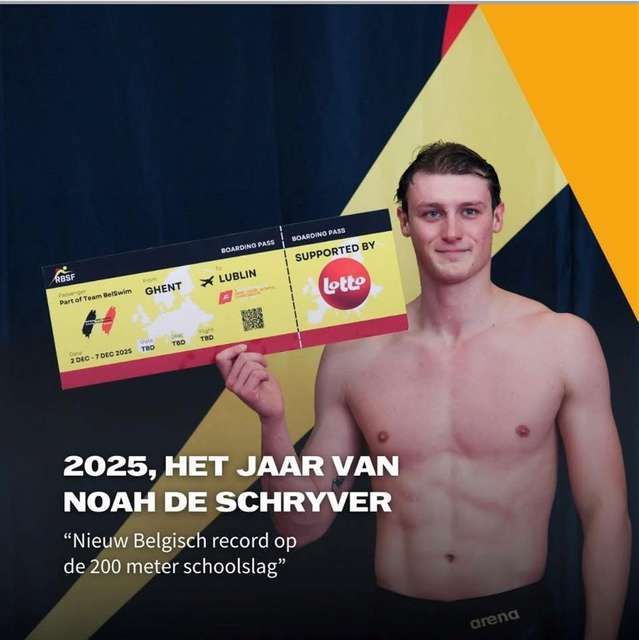 BOARDING PASS
BOARDING PASS
RBSF
Passenger
Part of Team BelSwim
From
GHENT
To
LUBLIN
SUPPORTED BY
Lotto
Date
2 DEC - 7 DEC 2025
Gate
TBD
TBD
Flight
TBD
2025, HET JAAR VAN
NOAH DE SCHRYVER
“Nieuw Belgisch record op
de 200 meter schoolslag”
arena